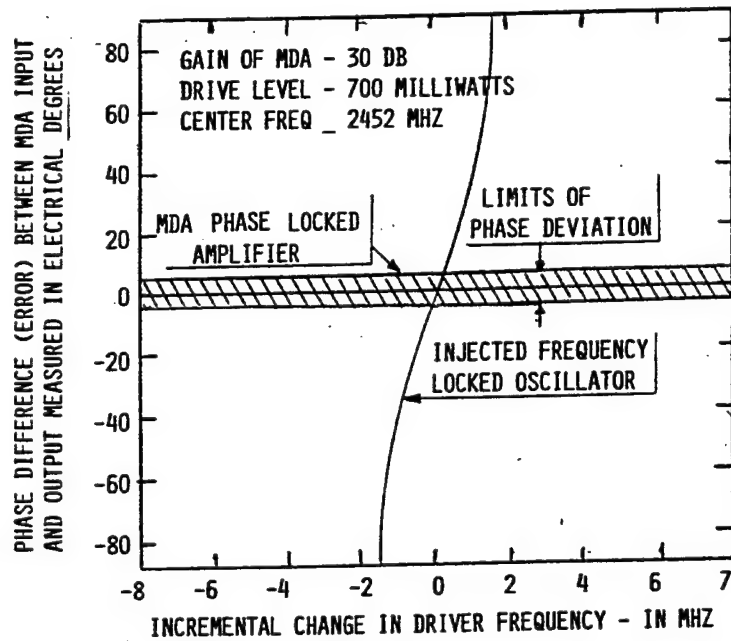 PHASE DIFFERENCE (ERROR) BETWEEN MDA INPUT
AND OUTPUT MEASURED IN ELECTRICAL DEGREES
80
60
40
20
.0
-20
-40
-60
-80
GAIN OF MDA - 30 DB
DRIVE LEVEL - 700 MILLIWATTS
CENTER FREQ _ 2452 MHZ
MDA PHASE LOCKED
AMPLIFIER
LIMITS OF
PHASE DEVIATION
INJECTED FREQUENCY
LOCKED OSCILLATOR
-8 -6 -4 -2 0 2 4 6 7
INCREMENTAL CHANGE IN DRIVER FREQUENCY - IN MHZ